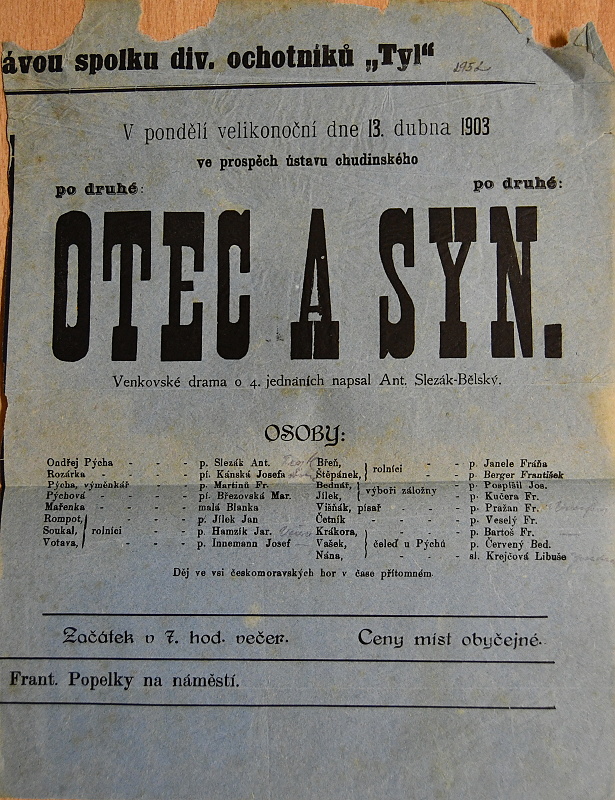 ávou spolku div. ochotníků „Tyl“ 1952
V pondělí velikonoční dne 13. dubna 1903
ve prospěch ústavu chudinského
po druhé: po druhé:
OTEC A SYN.
Venkovské drama o 4. jednáních napsal Ant. Slezák-Bělský.
OSOBY:
Ondřej Pýcha - - - p. Slezák Ant.
Rozárka - - - - pí. Kánská Josefa
Pýcha, výměnkář - - - p. Martinů Fr.
Pýchová - - - - pí. Březovská Mar.
Mařenka - - - - malá Blanka
Rompot, p. Jílek Jan
Soukal, rolníci - - p. Hamzík Jar.
Votava, p. Innemann Josef
Břeň, p. Janele Fráňa
Štěpánek, rolníci - - p. Berger František
Bednář, p. Pospíšil Jos.
Jílek, výboři záložny - p. Kučera Fr.
Višňák, písař - - - p. Pražan Fr.
Četník - - - - p. Veselý Fr.
Krákora, p. Bartoš Fr.
Vašek, čeleď u Pýchů p. Červený Bed.
Nána, sl. Krejčová Libuše
Děj ve vsi českomoravských hor v čase přítomném
Začátek v 7. hod. večer. Ceny míst obyčejné.
Frant. Popelky na náměstí.